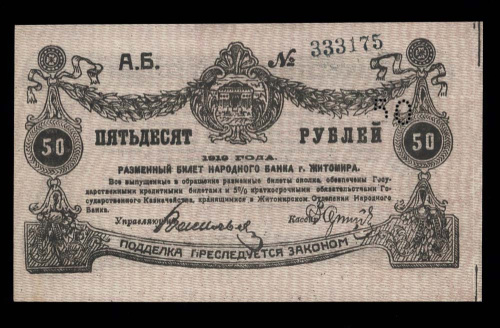 А.Б. № 333175
50
ПЯТЬДЕСЯТ РУБЛЕЙ
50 50
1919 ГОДА.
РАЗМЕННЫЙ БИЛЕТ НАРОДНОГО БАНКА г. ЖИТОМИРА.
Все выпущенные в обращение разменные билеты сполна обеспечены Госу-
дарственными кредитными билетами и 5% краткосрочными обязательствами Го-
сударственного Казначейства, хранящимися в Житомирском Отделении Народного
Банка.
Управляющий Кассир
ПОДДЕЛКА ПРЕСЛЕДУЕТСЯ ЗАКОНОМ